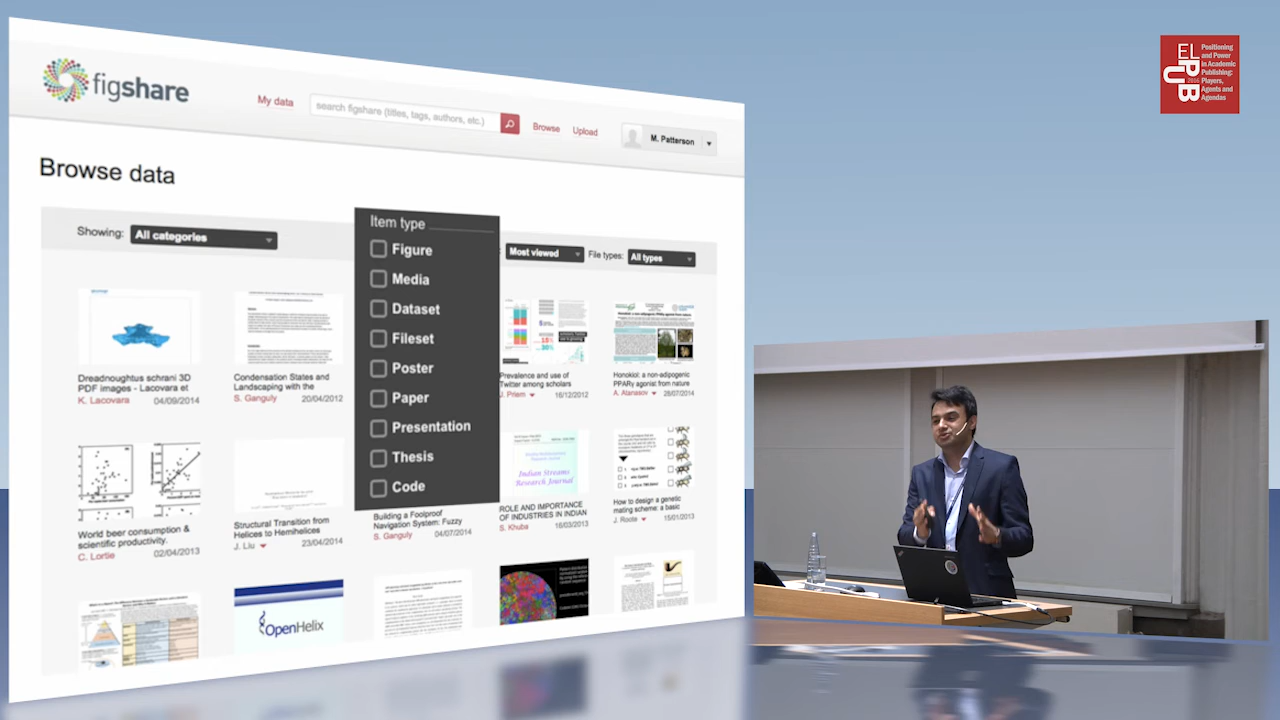 figshare
My data
search figshare (titles, tags, authors, etc.)
Browse
Upload
M. Patterson
Browse data
Showing:
All categories
Item type
Figure
Media
Dataset
Fileset
Poster
Paper
Presentation
Thesis
Code
Most viewed
File types:
All types
Dreadnoughtus schrani 3D
PDF images - Lacovara et
K. Lacovara
04/09/2014
Condensation States and
Landscaping with the
S. Ganguly
20/04/2012
Prevalence and use of
Twitter among scholars
J. Priem
16/12/2012
Honokiol: a non-adipogenic
PPARγ agonist from nature
A. Atanasov
28/07/2014
World beer consumption &
scientific productivity.
C. Lortie
02/04/2013
Structural Transition from
Helices to Hemihelices
J. Liu
23/04/2014
Building a Foolproof
Navigation System: Fuzzy
S. Ganguly
04/07/2014
Indian Streams
Research Journal
ROLE AND IMPORTANCE
OF INDUSTRIES IN INDIAN
S. Khuba
18/03/2013
How to design a genetic
mating scheme: a basic
J. Roote
15/01/2013
OpenHelix
ELPUB
2016
Positioning
and Power
in Academic
Publishing:
Players,
Agents and
Agendas